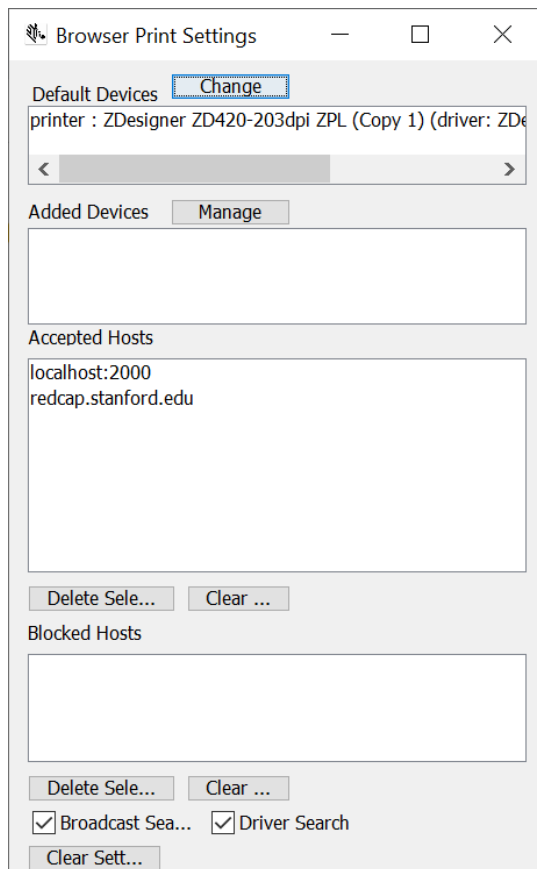 Browser Print Settings
Default Devices Change
printer : ZDesigner ZD420-203dpi ZPL (Copy 1) (driver: ZDe
Added Devices Manage
Accepted Hosts
localhost:2000
redcap.stanford.edu
Delete Sele... Clear ...
Blocked Hosts
Delete Sele... Clear ...
Broadcast Sea... Driver Search
Clear Sett...